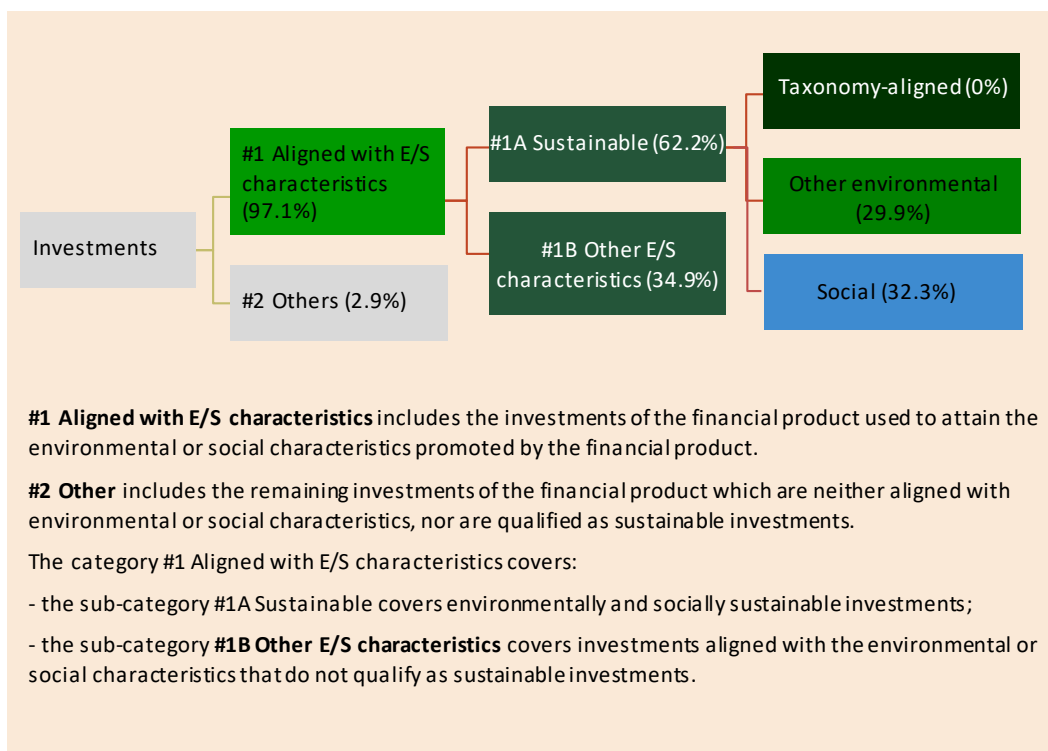 Investments
#1 Aligned with E/S
characteristics
(97.1%)
#2 Others (2.9%)
#1A Sustainable (62.2%)
#1B Other E/S
characteristics (34.9%)
Taxonomy-aligned (0%)
Other environmental
(29.9%)
Social (32.3%)
#1 Aligned with E/S characteristics includes the investments of the financial product used to attain the
environmental or social characteristics promoted by the financial product.
#2 Other includes the remaining investments of the financial product which are neither aligned with
environmental or social characteristics, nor are qualified as sustainable investments.
The category #1 Aligned with E/S characteristics covers:
- the sub-category #1A Sustainable covers environmentally and socially sustainable investments;
- the sub-category #1B Other E/S characteristics covers investments aligned with the environmental or
social characteristics that do not qualify as sustainable investments.